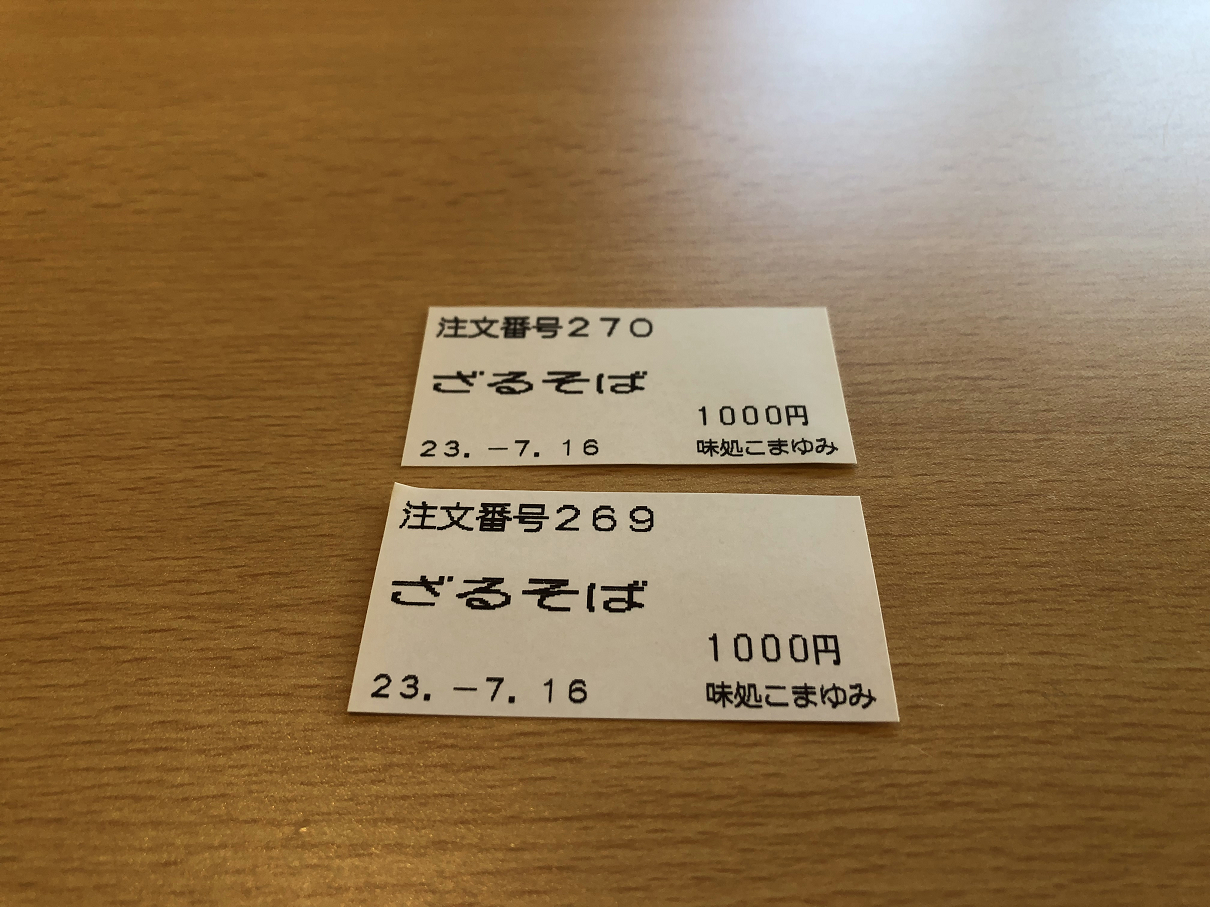 注文番号270
ざるそば
1000円
23.-7.16 味処こまゆみ
注文番号269
ざるそば
1000円
23.-7.16 味処こまゆみ